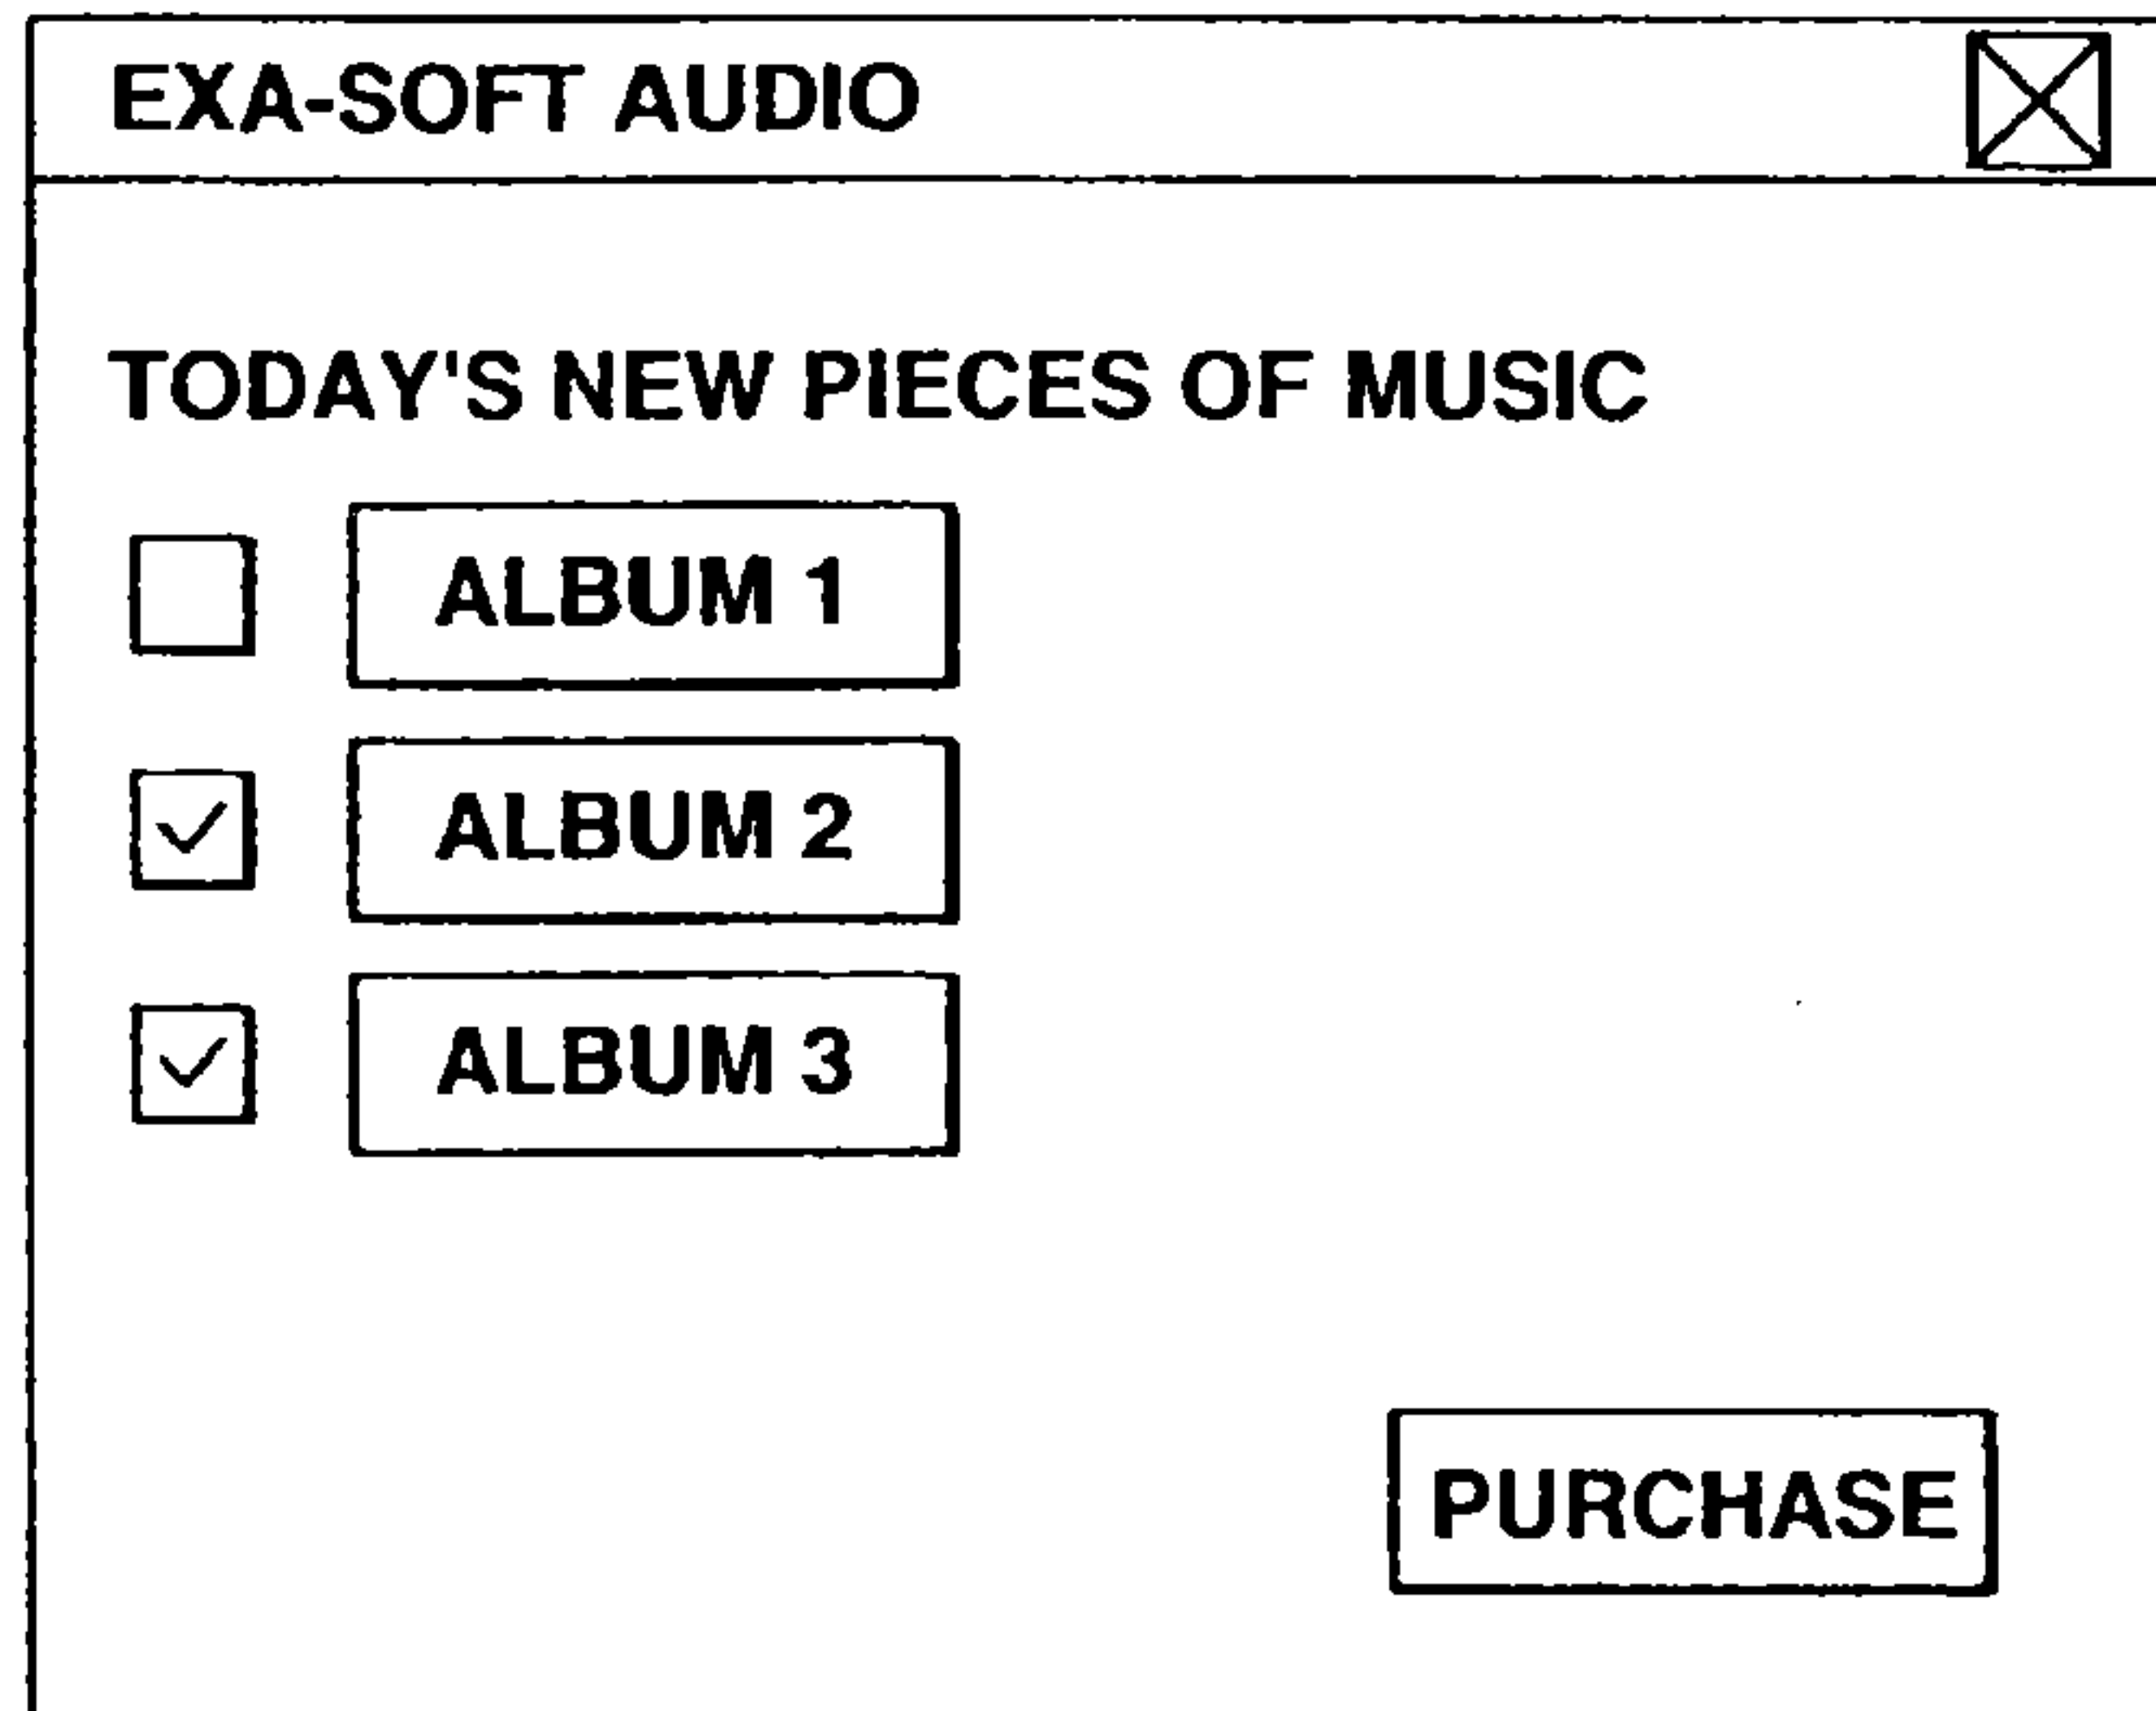 EXA-SOFT AUDIO
TODAY'S NEW PIECES OF MUSIC
ALBUM 1
ALBUM 2
ALBUM 3
PURCHASE